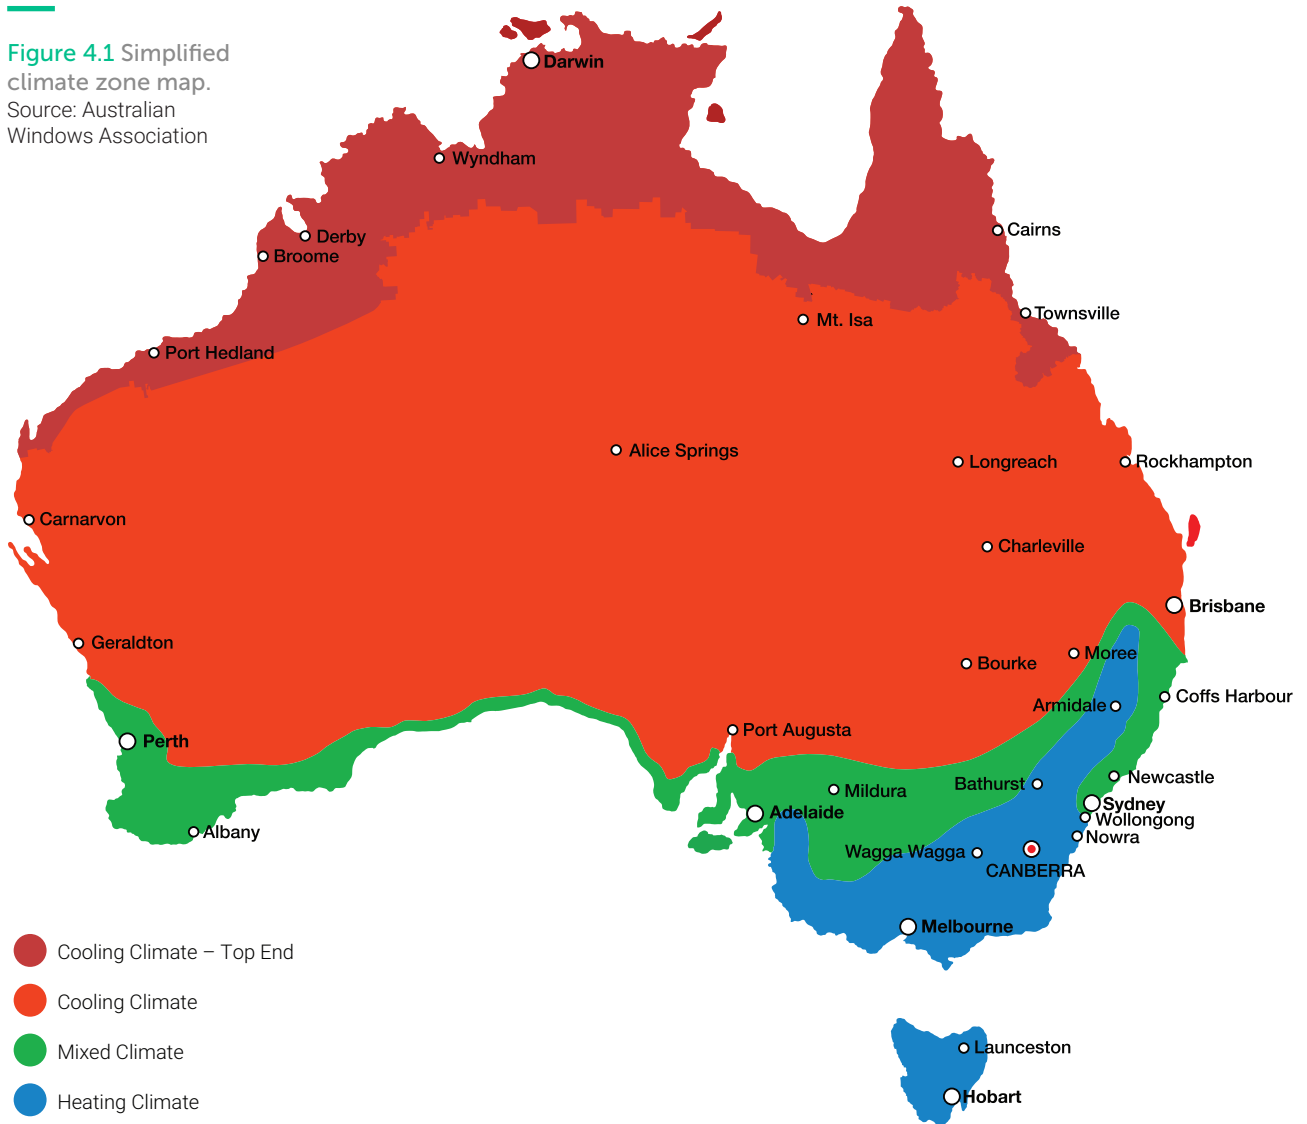 Figure 4.1 Simplified
climate zone map.
Source: Australian
Windows Association
Darwin
Wyndham
Derby
Broome
Cairns
Townsville
Mt. Isa
Port Hedland
Alice Springs
Longreach
Rockhampton
Carnarvon
Charleville
Brisbane
Geraldton
Moree
Bourke
Coffs Harbour
Armidale
Port Augusta
Perth
Newcastle
Bathurst
Mildura
Sydney
Adelaide
Wollongong
Albany
Nowra
Wagga Wagga
CANBERRA
Melbourne
Cooling Climate – Top End
Cooling Climate
Mixed Climate
Heating Climate
Launceston
Hobart